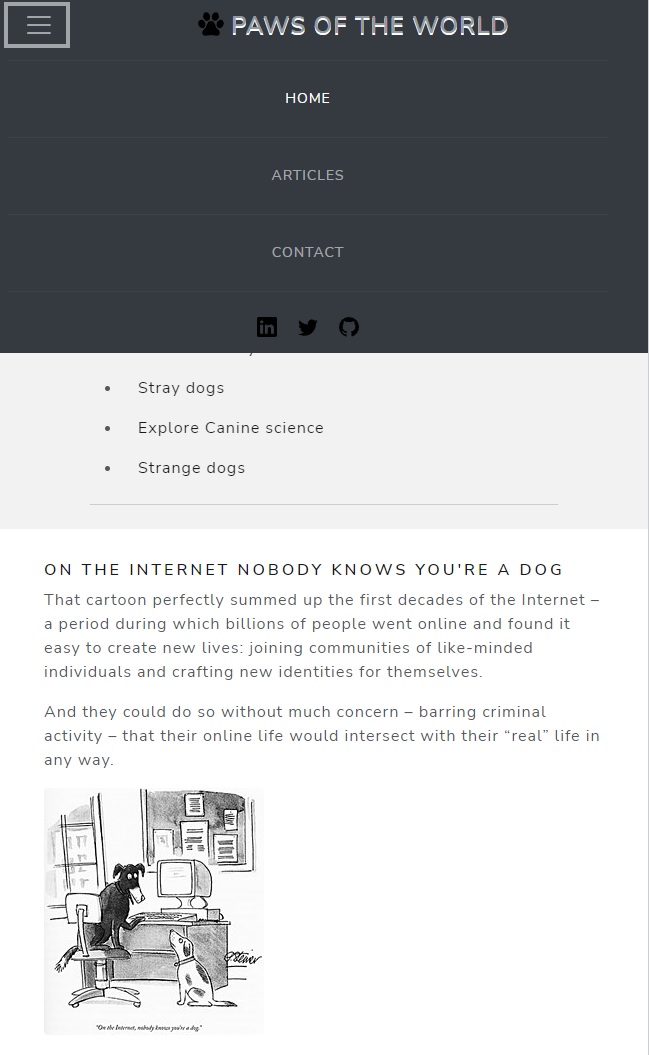 PAWS OF THE WORLD
HOME
ARTICLES
CONTACT
in
• Stray dogs
• Explore Canine science
• Strange dogs
ON THE INTERNET NOBODY KNOWS YOU'RE A DOG
That cartoon perfectly summed up the first decades of the Internet –
a period during which billions of people went online and found it
easy to create new lives: joining communities of like-minded
individuals and crafting new identities for themselves.
And they could do so without much concern – barring criminal
activity – that their online life would intersect with their “real” life in
any way.
P.Steiner
"On the Internet, nobody knows you're a dog."